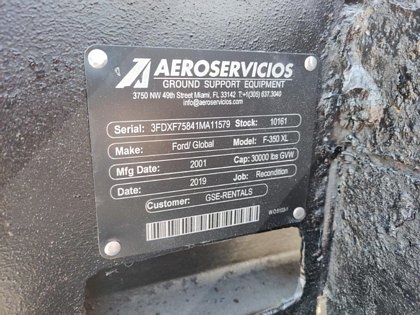 AEROSERVICIOS
GROUND SUPPORT EQUIPMENT
3750 NW 49th Street Miami, FL 33142 T:+1(305) 637.3040
info@aeroservicios.com
Serial: 3FDXF75841MA11579 Stock: 10161
Make: Ford/ Global Model: F-350 XL
Mfg Date: 2001 Cap: 30000 lbs GVW
Date: 2019 Job: Recondition
Customer: GSE-RENTALS